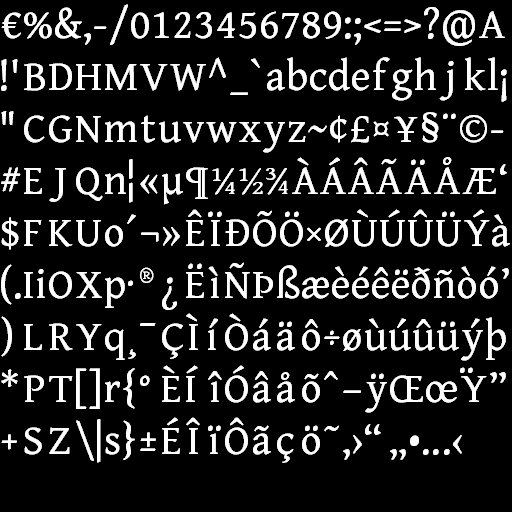 €%&,-/0123456789:;<=>?@A
!'BDHMVW^_`abcdefghjkl¡
"CGNmtuvwxyz~¢£¤¥§¨©-
#EJQn¦«µ¶¼½¾ÀÁÂÃÄÅÆ‘
$FKUo´¬»ÊÏÐÕÖ×ØÙÚÛÜÝà
(.IiOXp·®¿ËìÑÞßæèéêëðñòó’
)LRYq¸¯ÇÌíÒáäô÷øùúûüýþ
*PT[]r{°ÈÍîÓâåõˆ–ÿŒœŸ”
+SZ\|s}±ÉÎïÔãçö˜‚›“„•…‹